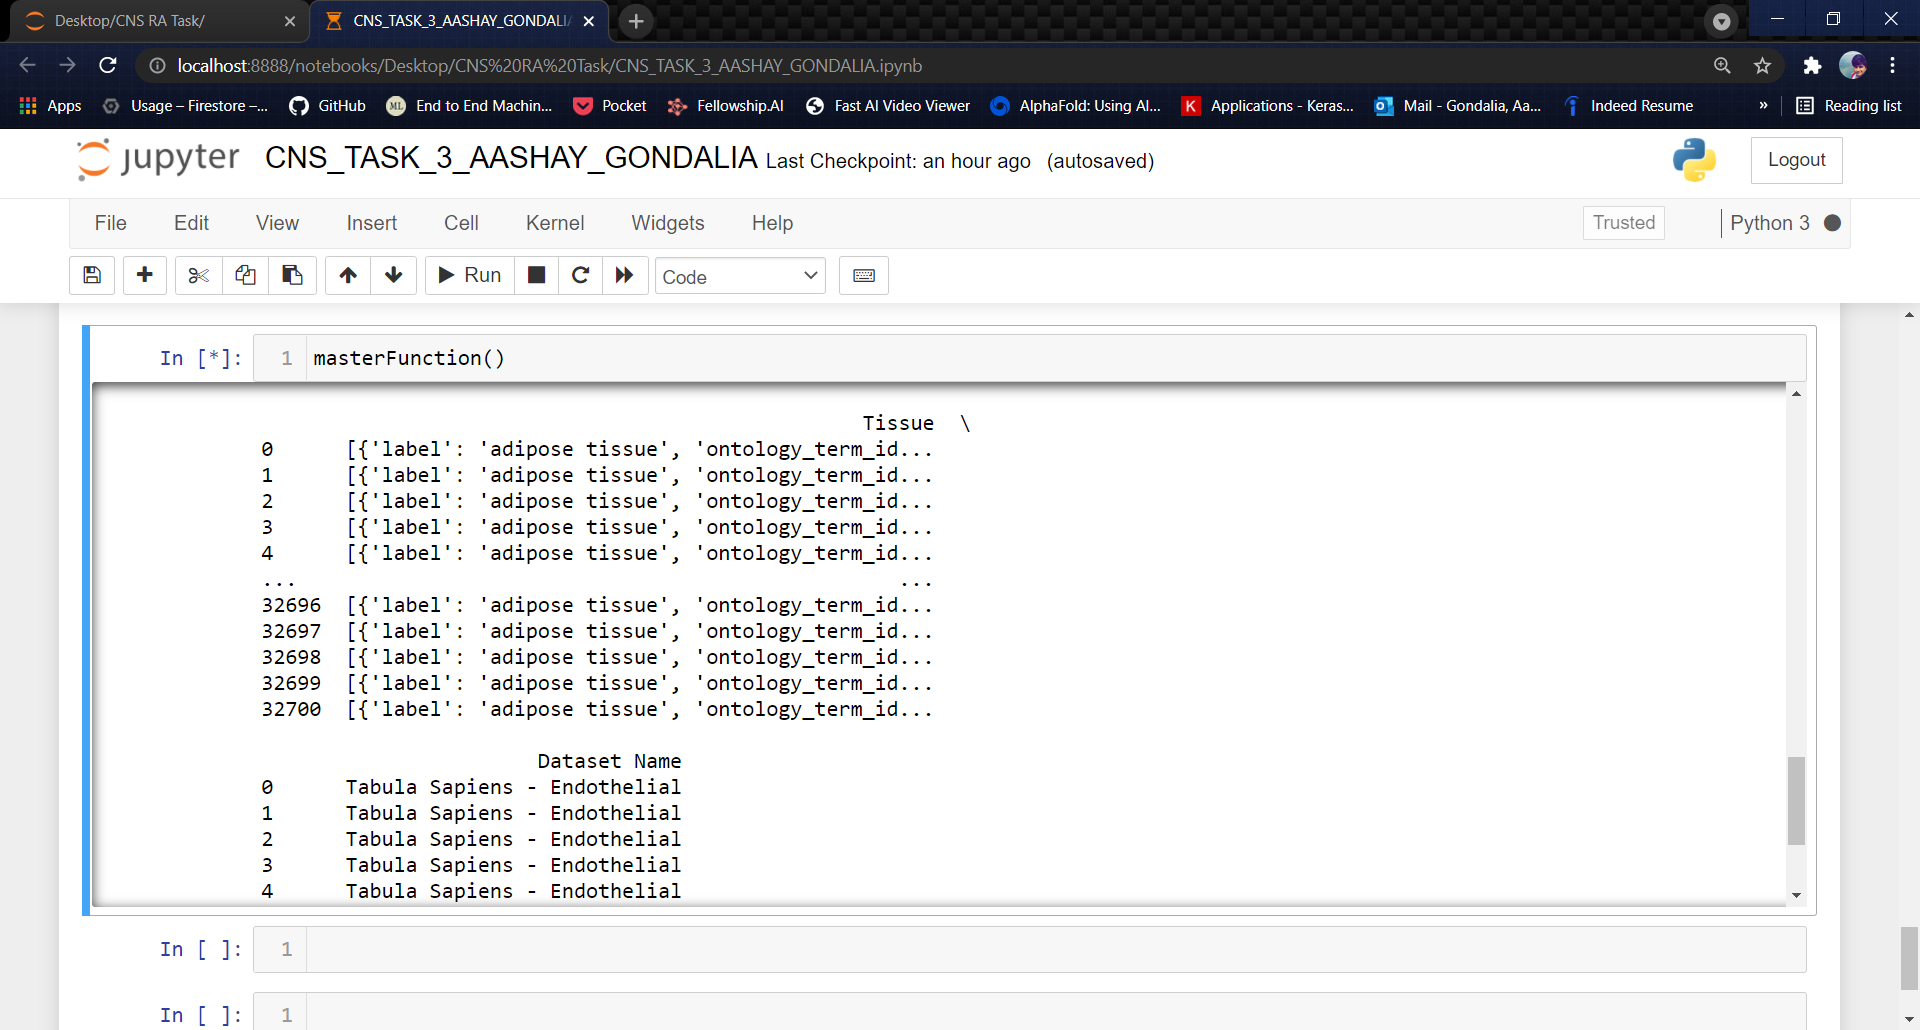 Desktop/CNS RA Task/
CNS_TASK_3_AASHAY_GONDALIA
localhost:8888/notebooks/Desktop/CNS%20RA%20Task/CNS_TASK_3_AASHAY_GONDALIA.ipynb
Apps
Usage – Firestore –...
GitHub
ML
End to End Machin...
Pocket
Fellowship.AI
Fast AI Video Viewer
AlphaFold: Using AI...
K
Applications - Keras...
Mail - Gondalia, Aa...
Indeed Resume
»
Reading list
jupyter CNS_TASK_3_AASHAY_GONDALIA Last Checkpoint: an hour ago (autosaved)
Logout
File Edit View Insert Cell Kernel Widgets Help
Trusted
Python 3
Run
Code
In [*]: 1 masterFunction()
Tissue \
0 [{'label': 'adipose tissue', 'ontology_term_id...
1 [{'label': 'adipose tissue', 'ontology_term_id...
2 [{'label': 'adipose tissue', 'ontology_term_id...
3 [{'label': 'adipose tissue', 'ontology_term_id...
4 [{'label': 'adipose tissue', 'ontology_term_id...
... ...
32696 [{'label': 'adipose tissue', 'ontology_term_id...
32697 [{'label': 'adipose tissue', 'ontology_term_id...
32698 [{'label': 'adipose tissue', 'ontology_term_id...
32699 [{'label': 'adipose tissue', 'ontology_term_id...
32700 [{'label': 'adipose tissue', 'ontology_term_id...
Dataset Name
0 Tabula Sapiens - Endothelial
1 Tabula Sapiens - Endothelial
2 Tabula Sapiens - Endothelial
3 Tabula Sapiens - Endothelial
4 Tabula Sapiens - Endothelial
In [ ]: 1
In [ ]: 1